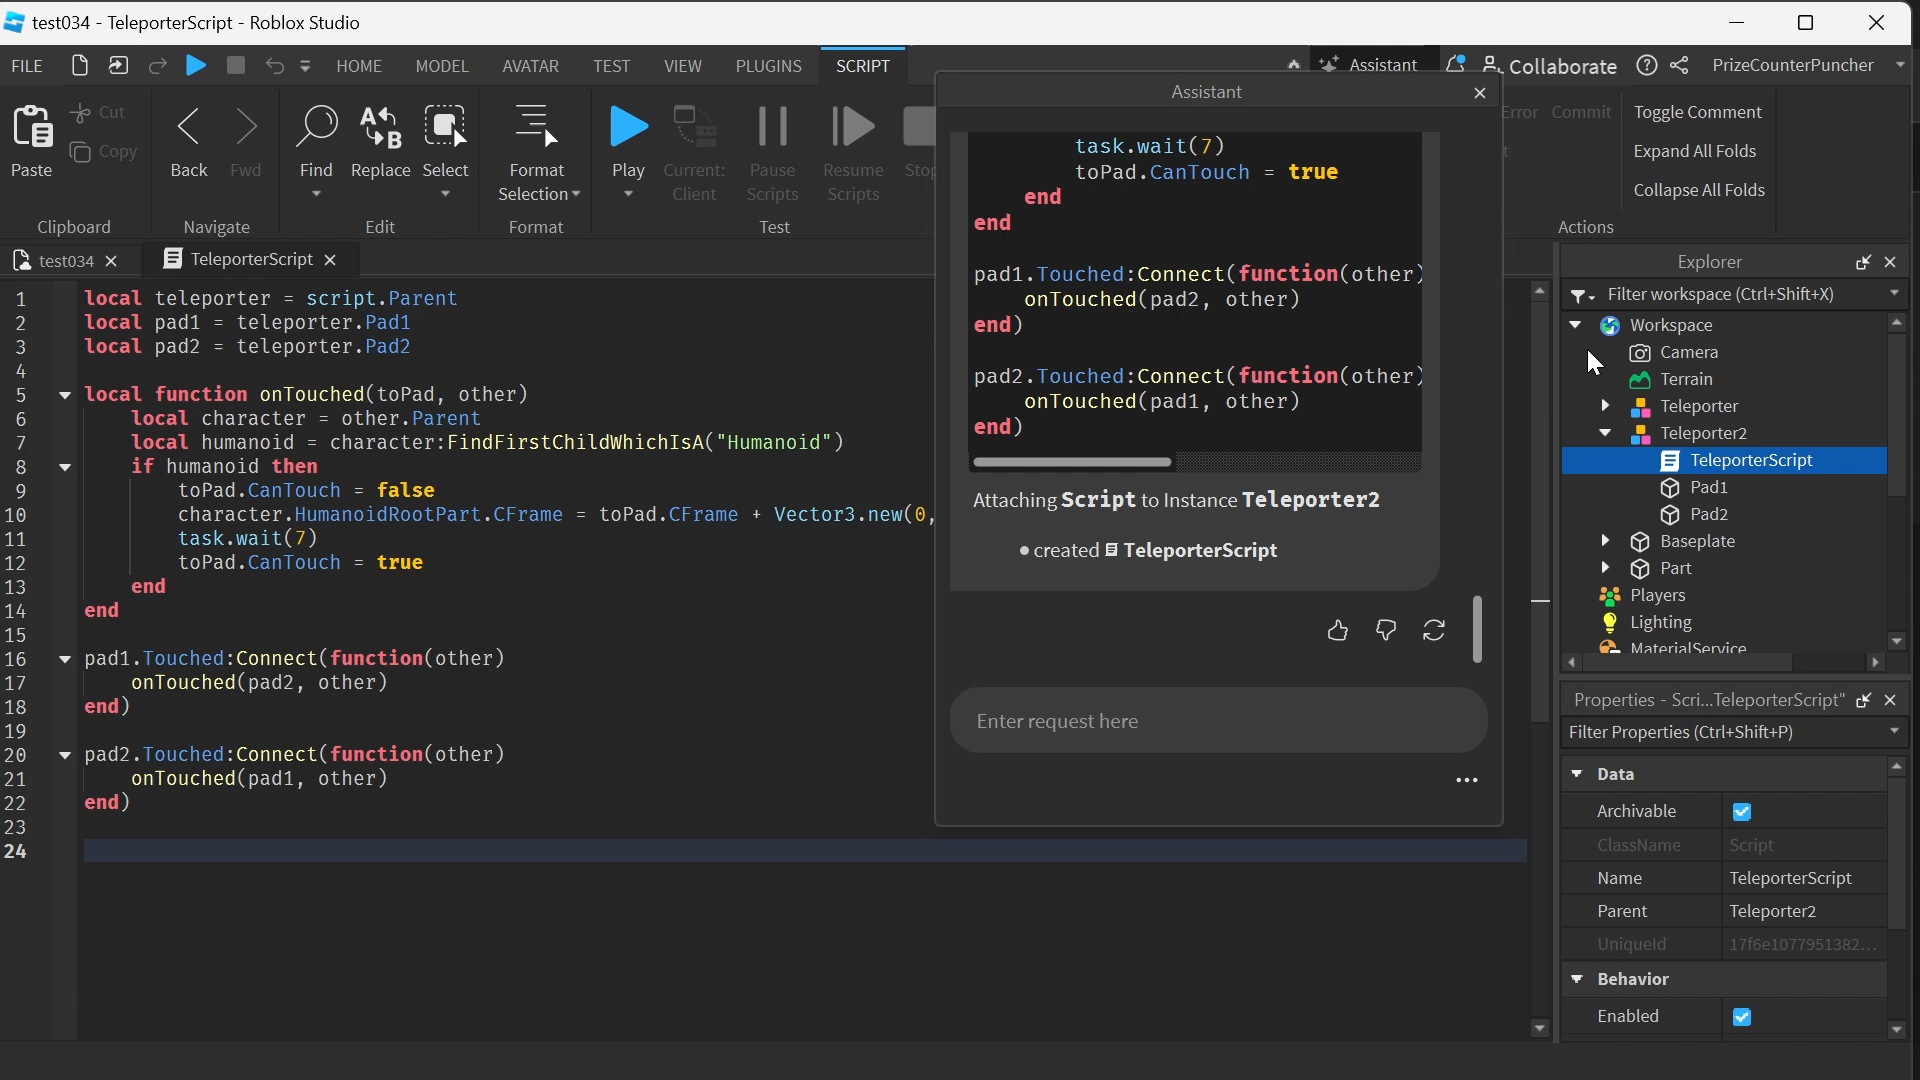 test034 - TeleporterScript - Roblox Studio
FILE HOME MODEL AVATAR TEST VIEW PLUGINS SCRIPT Assistant Collaborate PrizeCounterPuncher
Paste
Cut
Copy
Clipboard
Back Fwd
Navigate
Find Replace Select
Edit
Format
Selection
Format
Play
Current:
Client
Pause
Scripts
Resume
Scripts
Test
Error Commit
Toggle Comment
Expand All Folds
Collapse All Folds
Actions
test034 TeleporterScript
1 local teleporter = script.Parent
2 local pad1 = teleporter.Pad1
3 local pad2 = teleporter.Pad2
4
5 local function onTouched(toPad, other)
6 local character = other.Parent
7 local humanoid = character:FindFirstChildWhichIsA("Humanoid")
8 if humanoid then
9 toPad.CanTouch = false
10 character.HumanoidRootPart.CFrame = toPad.CFrame + Vector3.new(0,
11 task.wait(7)
12 toPad.CanTouch = true
13 end
14 end
15
16 pad1.Touched:Connect(function(other)
17 onTouched(pad2, other)
18 end)
19
20 pad2.Touched:Connect(function(other)
21 onTouched(pad1, other)
22 end)
23
24
Assistant
task.wait(7)
toPad.CanTouch = true
end
end
pad1.Touched:Connect(function(other)
onTouched(pad2, other)
end)
pad2.Touched:Connect(function(other)
onTouched(pad1, other)
end)
Attaching Script to Instance Teleporter2
created TeleporterScript
Enter request here
Explorer
Filter workspace (Ctrl+Shift+X)
Workspace
Camera
Terrain
Teleporter
Teleporter2
TeleporterScript
Pad1
Pad2
Baseplate
Part
Players
Lighting
MaterialService
Properties - Scri...TeleporterScript"
Filter Properties (Ctrl+Shift+P)
Data
Archivable
ClassName Script
Name TeleporterScript
Parent Teleporter2
UniqueId 17f6e1077951382...
Behavior
Enabled